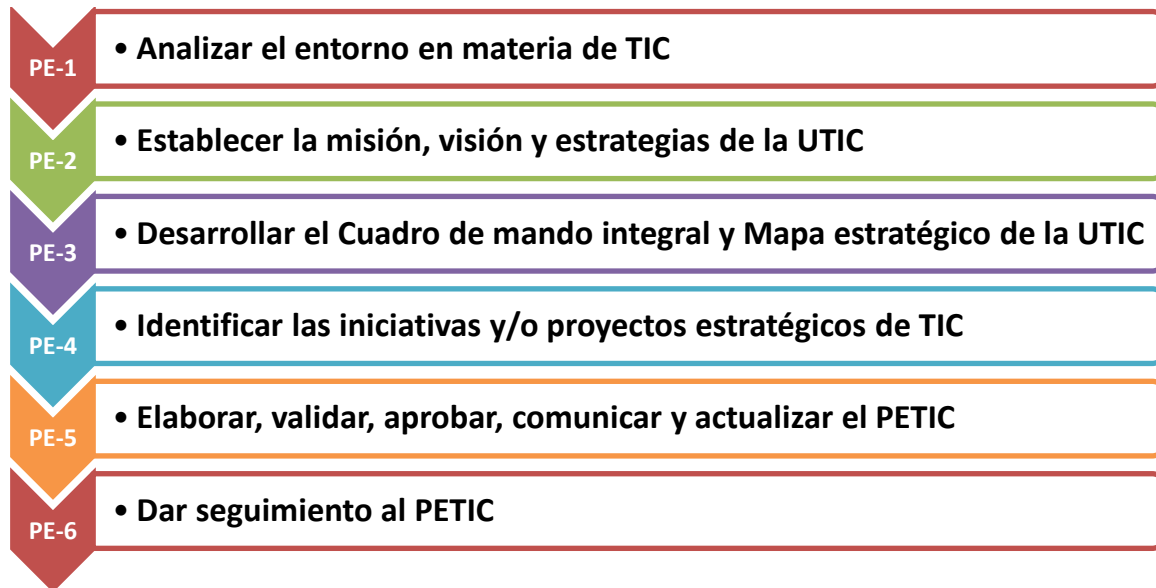 PE-1
• Analizar el entorno en materia de TIC
PE-2
• Establecer la misión, visión y estrategias de la UTIC
PE-3
• Desarrollar el Cuadro de mando integral y Mapa estratégico de la UTIC
PE-4
• Identificar las iniciativas y/o proyectos estratégicos de TIC
PE-5
• Elaborar, validar, aprobar, comunicar y actualizar el PETIC
PE-6
• Dar seguimiento al PETIC